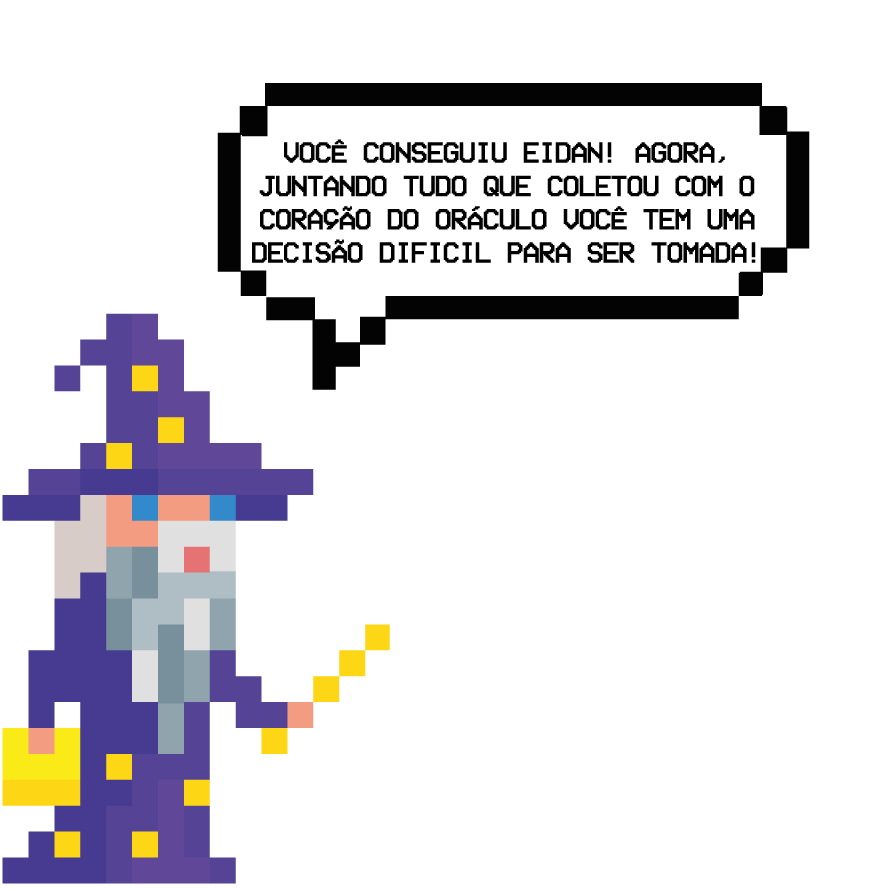 VOCÊ CONSEGUIU EIDAN! AGORA,
JUNTANDO TUDO QUE COLETOU COM O
CORAÇÃO DO ORÁCULO VOCÊ TEM UMA
DECISÃO DIFICIL PARA SER TOMADA!